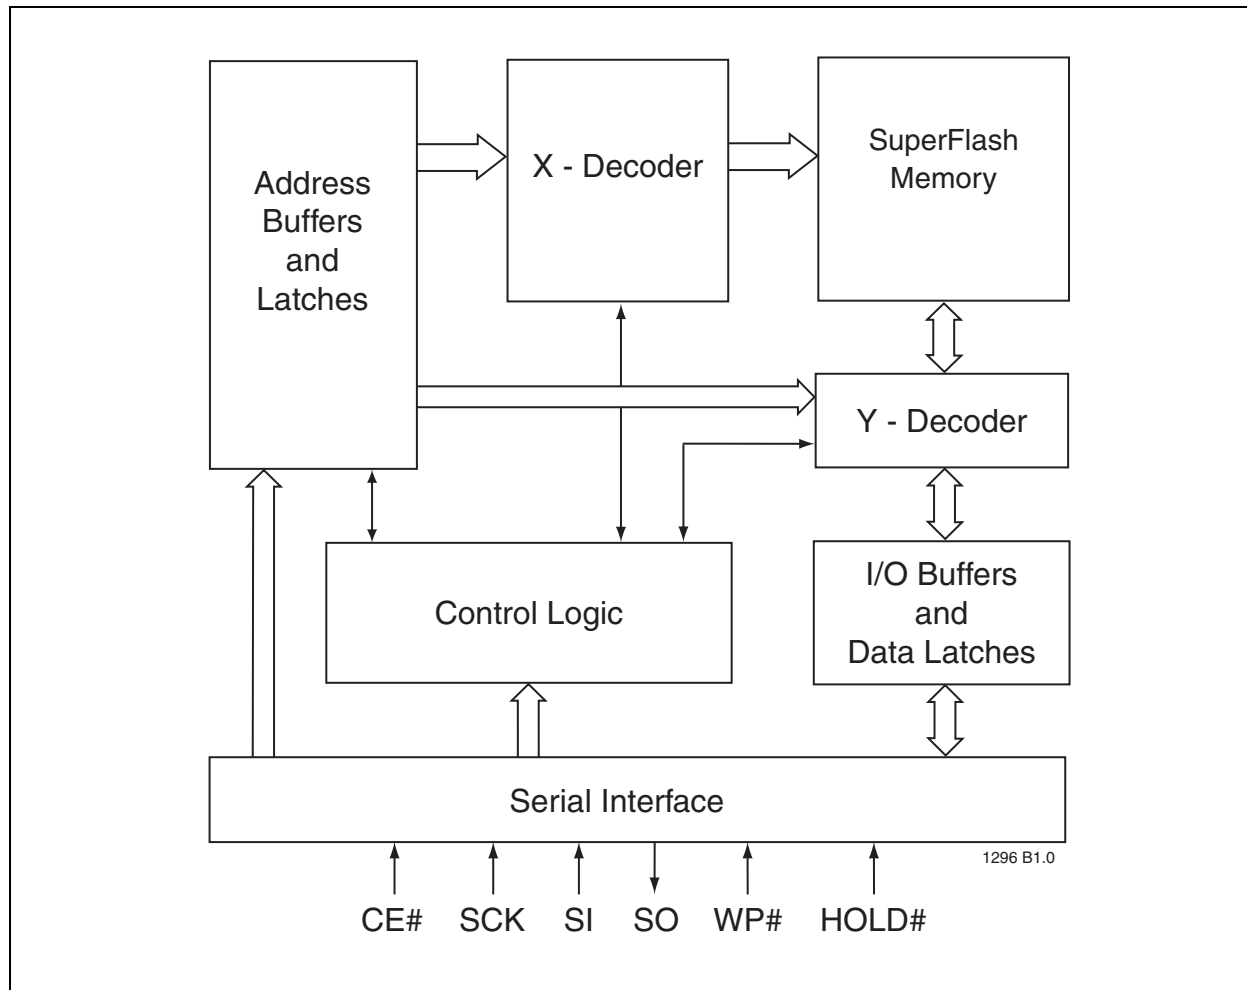 Address
Buffers
and
Latches
X - Decoder
SuperFlash
Memory
Y - Decoder
Control Logic
I/O Buffers
and
Data Latches
Serial Interface
1296 B1.0
CE# SCK SI SO WP# HOLD#